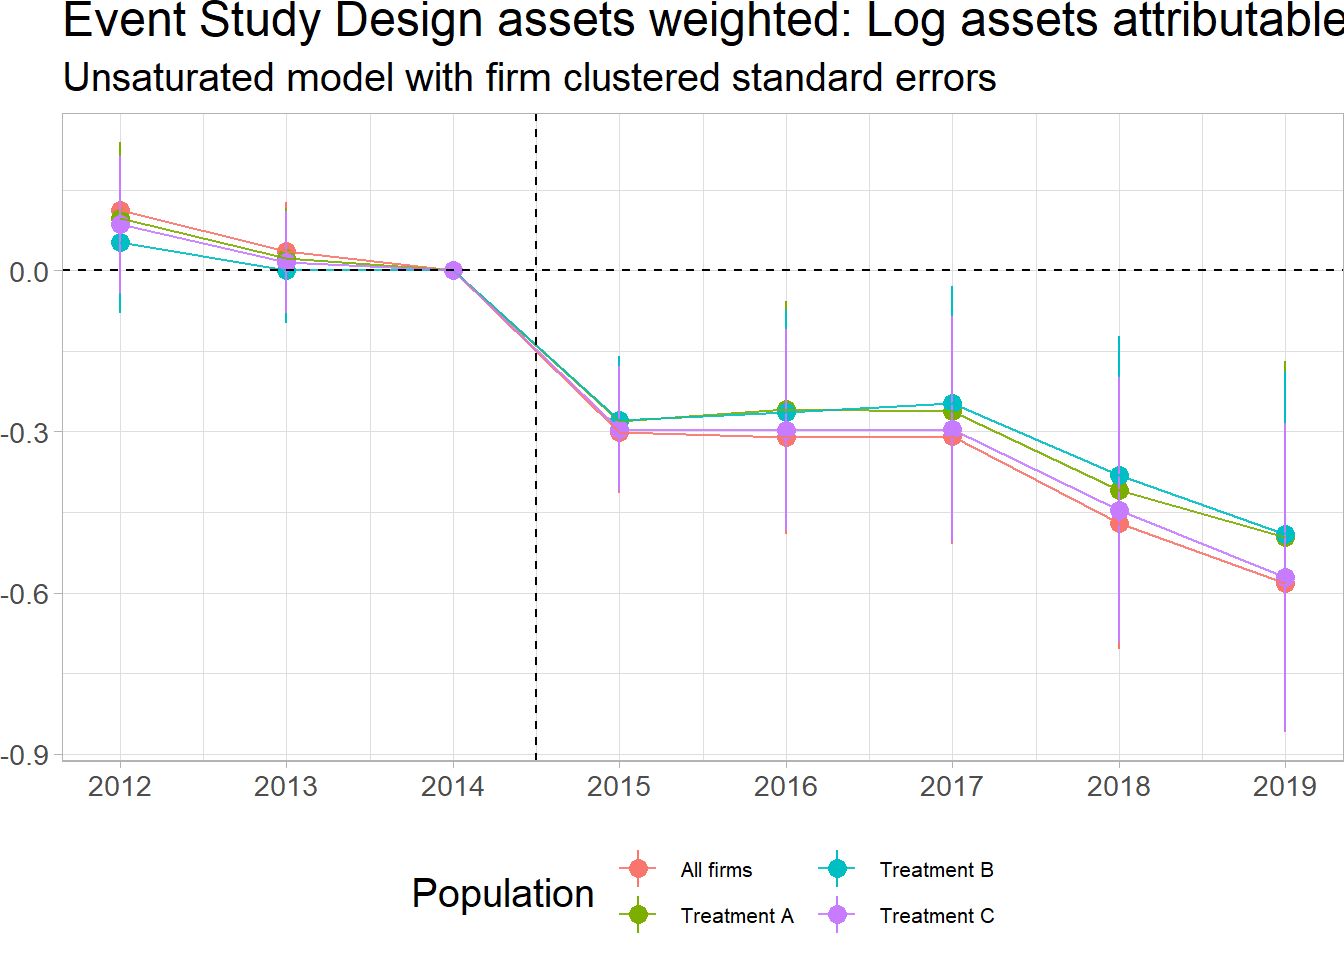 Event Study Design assets weighted: Log assets attributable
Unsaturated model with firm clustered standard errors
0.0
-0.3
-0.6
-0.9
2012 2013 2014 2015 2016 2017 2018 2019
Population
All firms
Treatment A
Treatment B
Treatment C